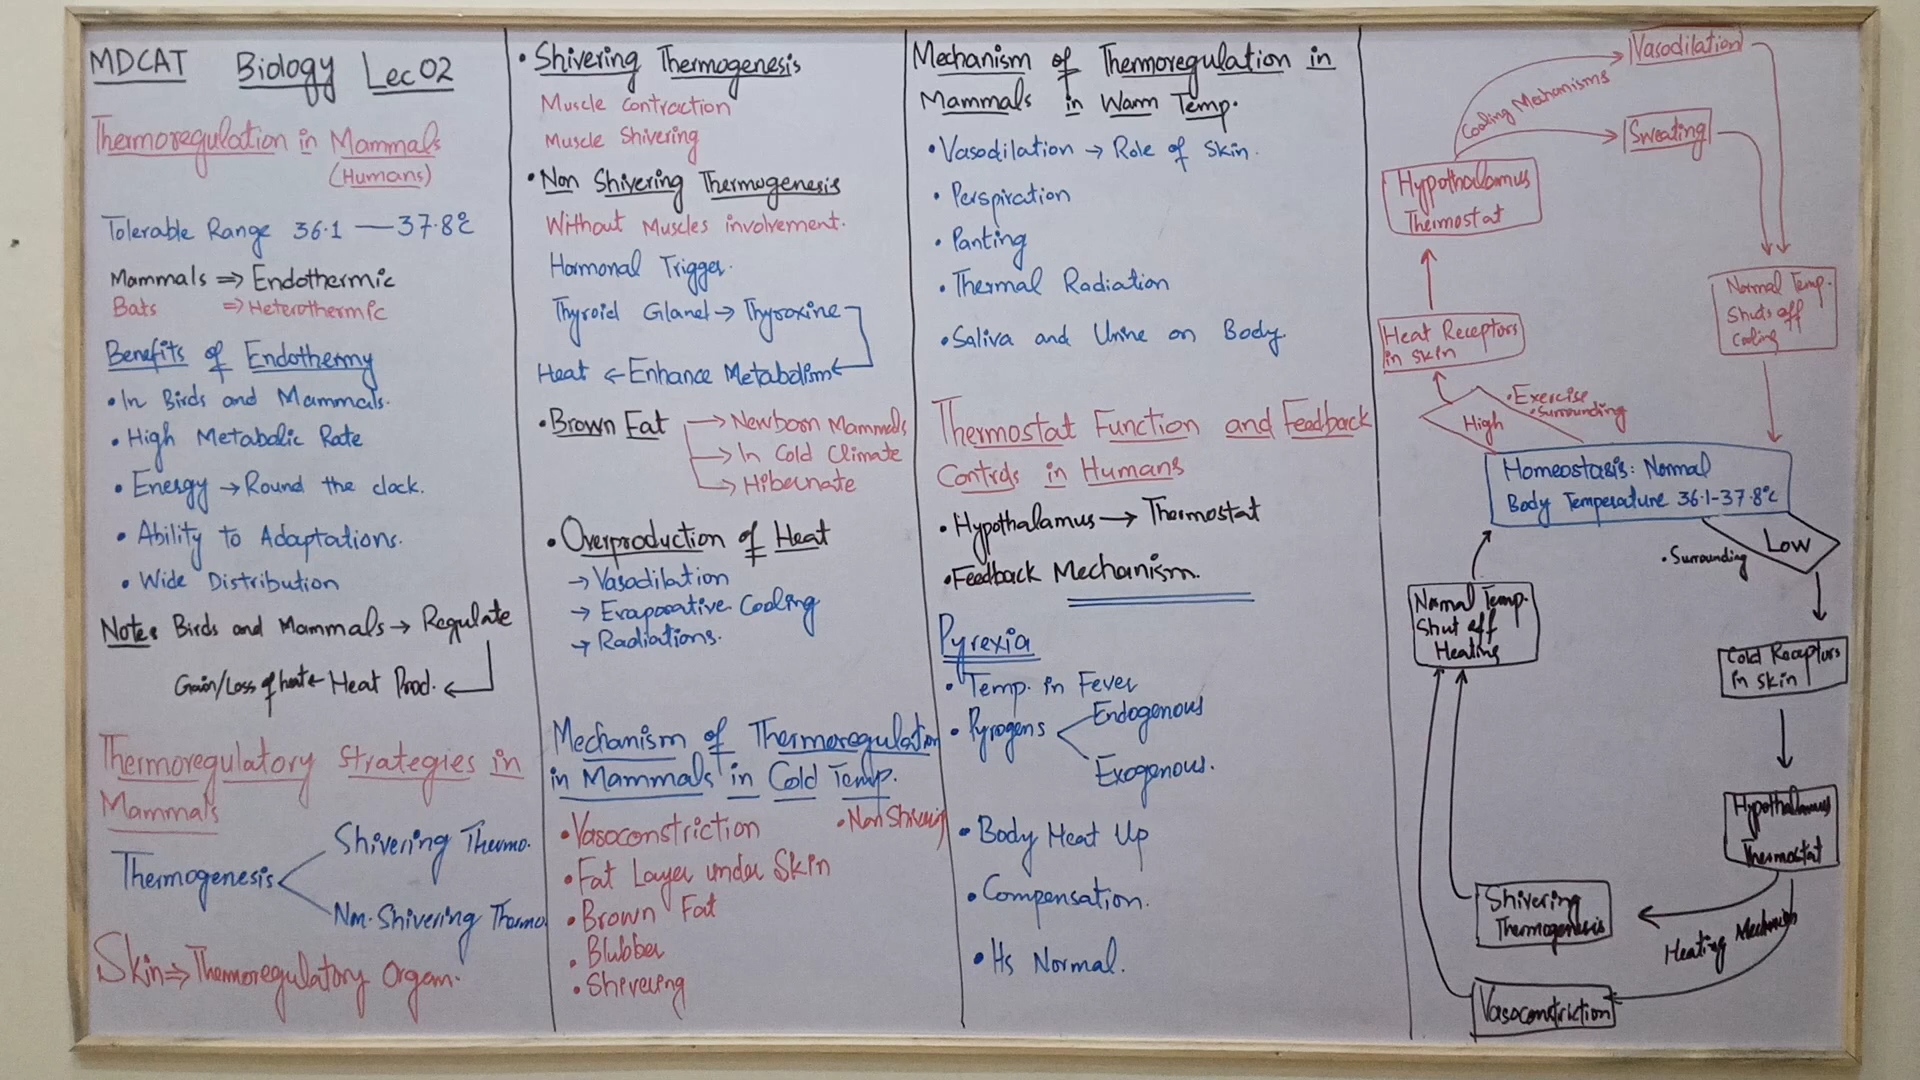 MDCAT Biology Lec 02
Thermoregulation in Mammals
(Humans)
Tolerable Range 36.1 — 37.8°C
Mammals ⇒ Endothermic
Bats ⇒ Heterothermic
Benefits of Endothermy
• In Birds and Mammals.
• High Metabolic Rate
• Energy → Round the clock.
• Ability to Adaptations.
• Wide Distribution
Note: Birds and Mammals → Regulate
Gain/Loss of heat ← Heat Prod. ←
Thermoregulatory Strategies in
Mammals
Shivering Thermo.
Thermogenesis
Non-Shivering Thermo.
Skin ⇒ Thermoregulatory Organ.
• Shivering Thermogenesis
Muscle Contraction
Muscle Shivering
• Non Shivering Thermogenesis
Without Muscles involvement.
Hormonal Trigger.
Thyroid Gland → Thyroxine
Heat ← Enhance Metabolism ←
• Brown Fat → Newborn Mammals
→ In Cold Climate
→ Hibernate
• Overproduction of Heat
→ Vasodilation
→ Evaporative Cooling
→ Radiations.
Mechanism of Thermoregulation
in Mammals in Cold Temp.
• Vasoconstriction • Non Shivering
• Fat Layer under Skin
• Brown Fat
• Blubber
• Shivering
Mechanism of Thermoregulation in
Mammals in Warm Temp.
• Vasodilation → Role of Skin.
• Perspiration
• Panting
• Thermal Radiation
• Saliva and Urine on Body.
Thermostat Function and Feedback
Controls in Humans
• Hypothalamus → Thermostat
• Feedback Mechanism.
Pyrexia
• Temp. in Fever
• Pyrogens Endogenous
Exogenous.
• Body Heat Up
• Compensation.
• Hs Normal.
Vasodilation
Cooling Mechanisms
Sweating
Hypothalamus
Thermostat
Normal Temp.
Shuds off
Cooling
Heat Receptors
in skin
High
• Exercise
• Surrounding
Homeostasis: Normal
Body Temperature 36.1-37.8°C
Low
• Surrounding
Normal Temp.
Shut off
Heating
Cold Receptors
in skin
Hypothalamus
Thermostat
Shivering
Thermogenesis
Heating Mechanish
Vasoconstriction